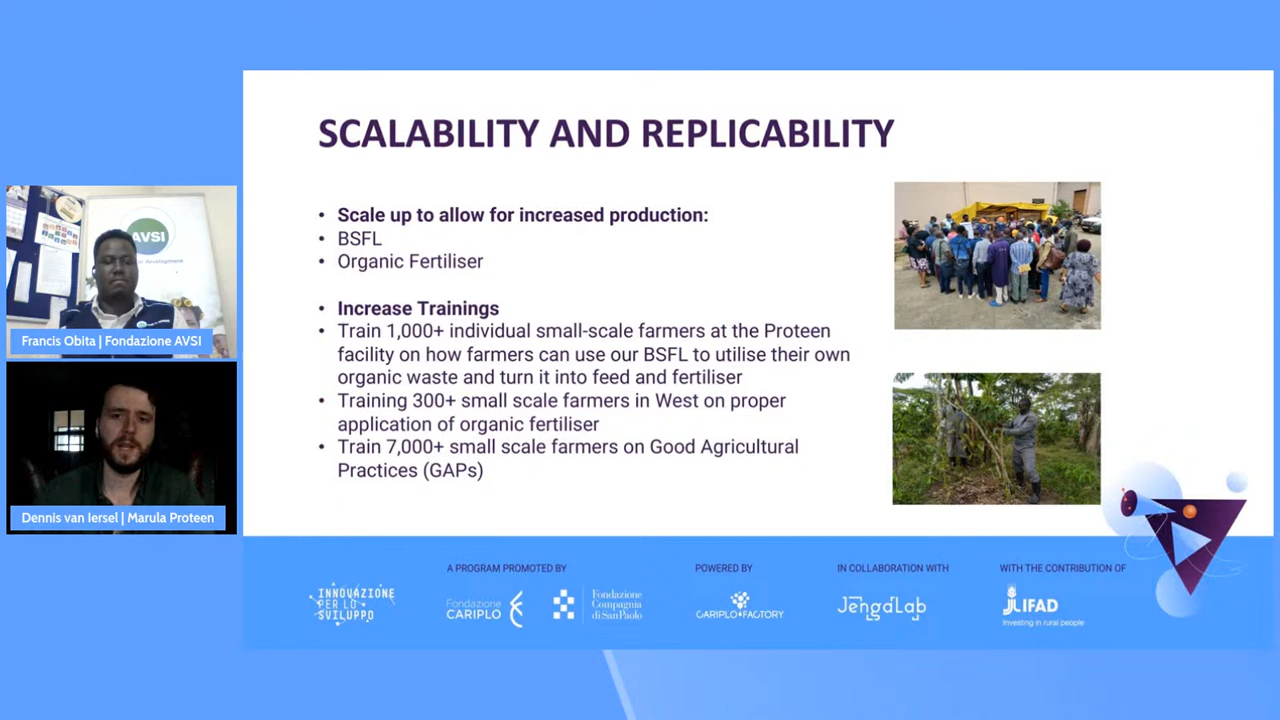 SCALABILITY AND REPLICABILITY
• Scale up to allow for increased production:
• BSFL
• Organic Fertiliser
• Increase Trainings
• Train 1,000+ individual small-scale farmers at the Proteen
facility on how farmers can use our BSFL to utilise their own
organic waste and turn it into feed and fertiliser
• Training 300+ small scale farmers in West on proper
application of organic fertiliser
• Train 7,000+ small scale farmers on Good Agricultural
Practices (GAPs)
AVSI
Francis Obita | Fondazione AVSI
Dennis van Iersel | Marula Proteen
INNOVAZIONE
PER LO
SVILUPPO
A PROGRAM PROMOTED BY
Fondazione
CARIPLO
Fondazione
Compagnia
di SanPaolo
POWERED BY
CARIPLO FACTORY
IN COLLABORATION WITH
JengaLab
WITH THE CONTRIBUTION OF
JLIFAD
Investing in rural people